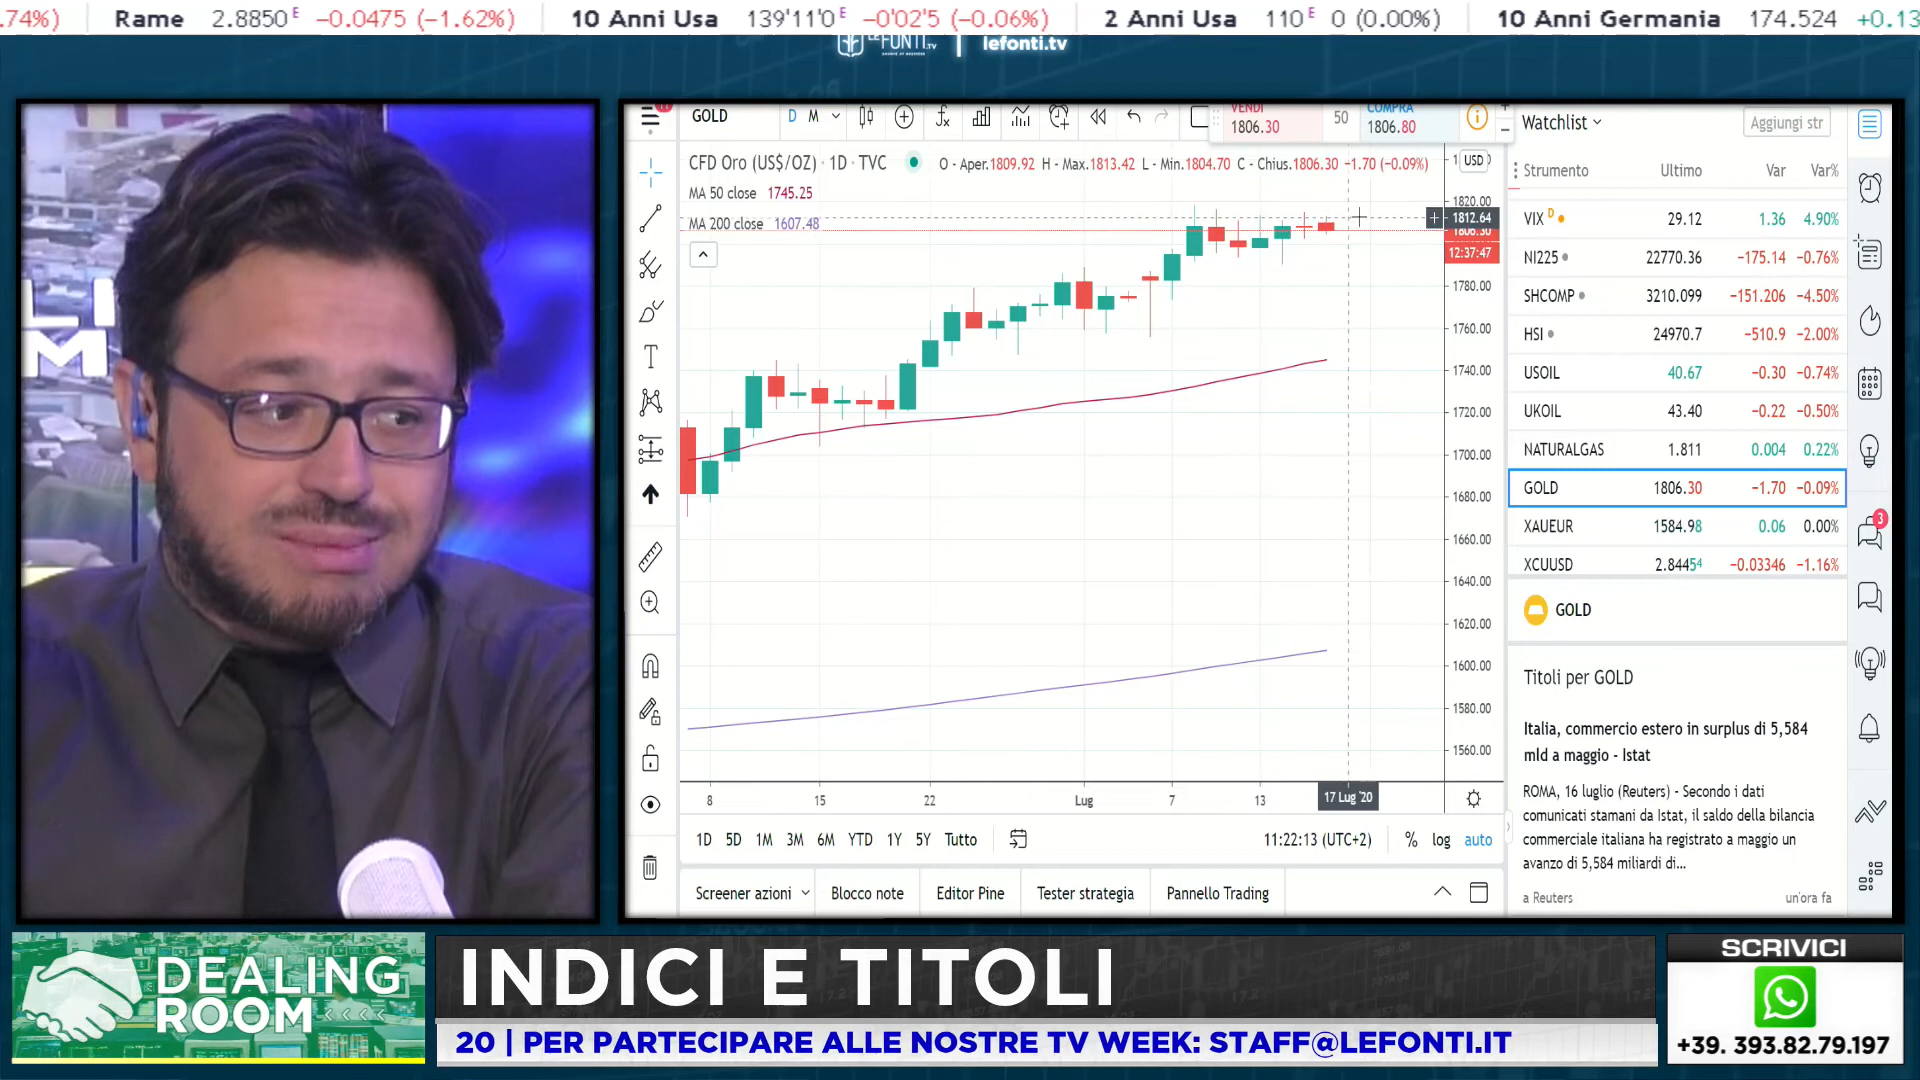 .74%) Rame 2.8850 E −0.0475 (−1.62%) 10 Anni Usa 139'11'0 E −0'02'5 (−0.06%) 2 Anni Usa 110 E 0 (0.00%) 10 Anni Germania 174.524 +0.13
LEFONTI.TV | lefonti.tv
GOLD D M
VENDI 1806.30 50 COMPRA 1806.80
CFD Oro (US$/OZ) · 1D · TVC O - Aper.1809.92 H - Max.1813.42 L - Min.1804.70 C - Chius.1806.30 −1.70 (−0.09%)
USD
MA 50 close 1745.25
MA 200 close 1607.48
1820.00
1812.64
1806.30
12:37:47
1780.00
1760.00
1740.00
1720.00
1700.00
1680.00
1660.00
1640.00
1620.00
1600.00
1580.00
1560.00
8 15 22 Lug 7 13 17 Lug '20
1D 5D 1M 3M 6M YTD 1Y 5Y Tutto 11:22:13 (UTC+2) % log auto
Screener azioni Blocco note Editor Pine Tester strategia Pannello Trading
Watchlist Aggiungi str
Strumento Ultimo Var Var%
VIX D 29.12 1.36 4.90%
NI225 22770.36 −175.14 −0.76%
SHCOMP 3210.099 −151.206 −4.50%
HSI 24970.7 −510.9 −2.00%
USOIL 40.67 −0.30 −0.74%
UKOIL 43.40 −0.22 −0.50%
NATURALGAS 1.811 0.004 0.22%
GOLD 1806.30 −1.70 −0.09%
XAUEUR 1584.98 0.06 0.00%
XCUUSD 2.84454 −0.03346 −1.16%
3
GOLD
Titoli per GOLD
Italia, commercio estero in surplus di 5,584
mld a maggio - Istat
ROMA, 16 luglio (Reuters) - Secondo i dati
comunicati stamani da Istat, il saldo della bilancia
commerciale italiana ha registrato a maggio un
avanzo di 5,584 miliardi di...
a Reuters un'ora fa
DEALING
ROOM <<<<
INDICI E TITOLI
20 | PER PARTECIPARE ALLE NOSTRE TV WEEK: STAFF@LEFONTI.IT
SCRIVICI
+39. 393.82.79.197